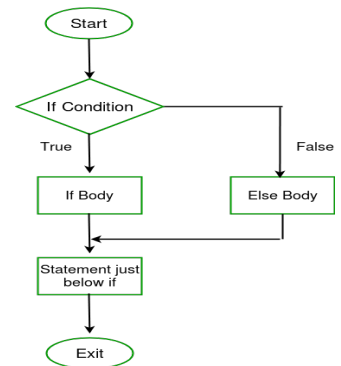 Start
If Condition
True
False
If Body
Else Body
Statement just
below if
Exit